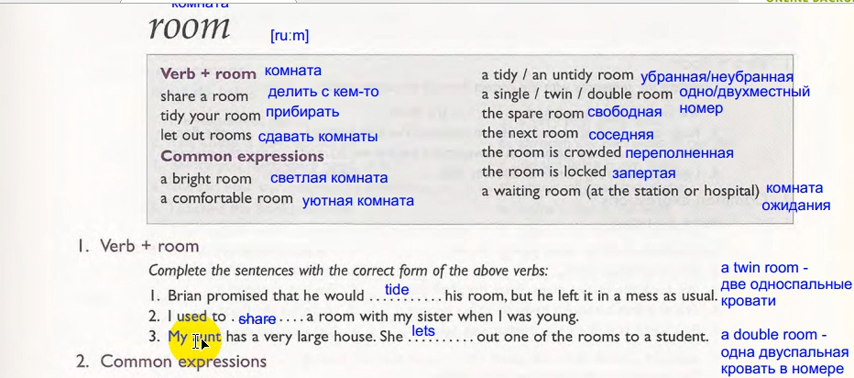 комната
ONLINE BACKUP
room [ru:m]
Verb + room комната
share a room делить с кем-то
tidy your room прибирать
let out rooms сдавать комнаты
Common expressions
a bright room светлая комната
a comfortable room уютная комната
a tidy / an untidy room убранная/неубранная
a single / twin / double room одно/двухместный номер
the spare room свободная
the next room соседняя
the room is crowded переполненная
the room is locked запертая
a waiting room (at the station or hospital) комната ожидания
1. Verb + room
Complete the sentences with the correct form of the above verbs:
1. Brian promised that he would ....tide....... his room, but he left it in a mess as usual.
2. I used to . share .... a room with my sister when I was young.
3. My aunt has a very large house. She lets .......... out one of the rooms to a student.
2. Common expressions
a twin room -
две односпальные
кровати
a double room -
одна двуспальная
кровать в номере